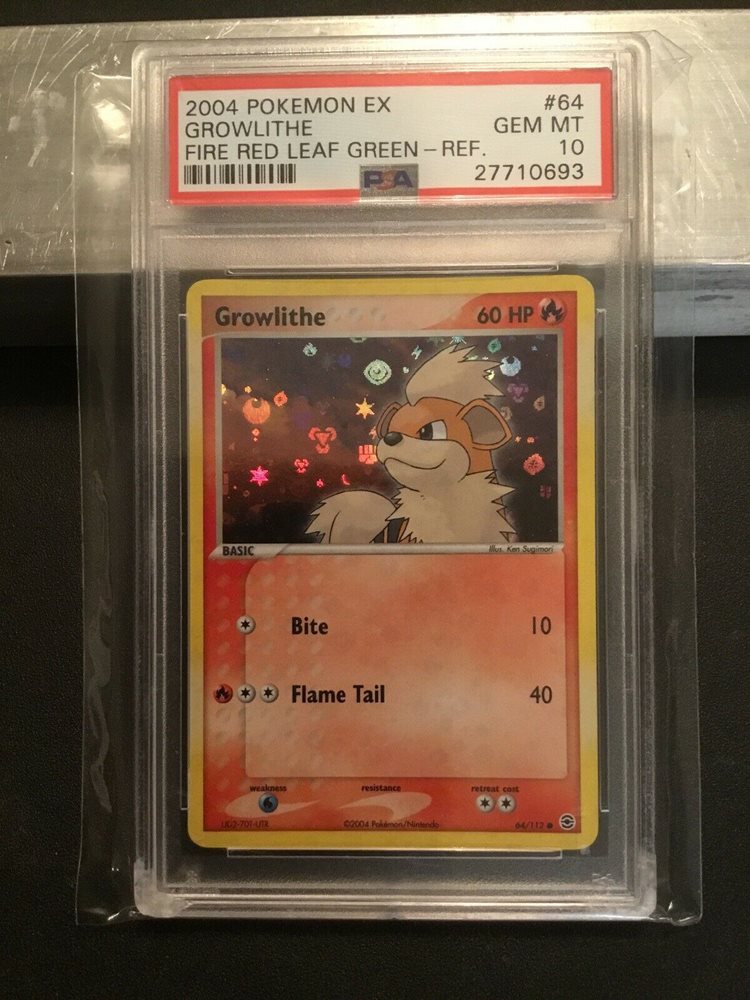 2004 POKEMON EX #64
GROWLITHE GEM MT
FIRE RED LEAF GREEN - REF. 10
PSA 27710693
Growlithe 60 HP
BASIC Illus. Ken Sugimori
Bite 10
Flame Tail 40
weakness resistance retreat cost
©2004 Pokémon/Nintendo 64/112